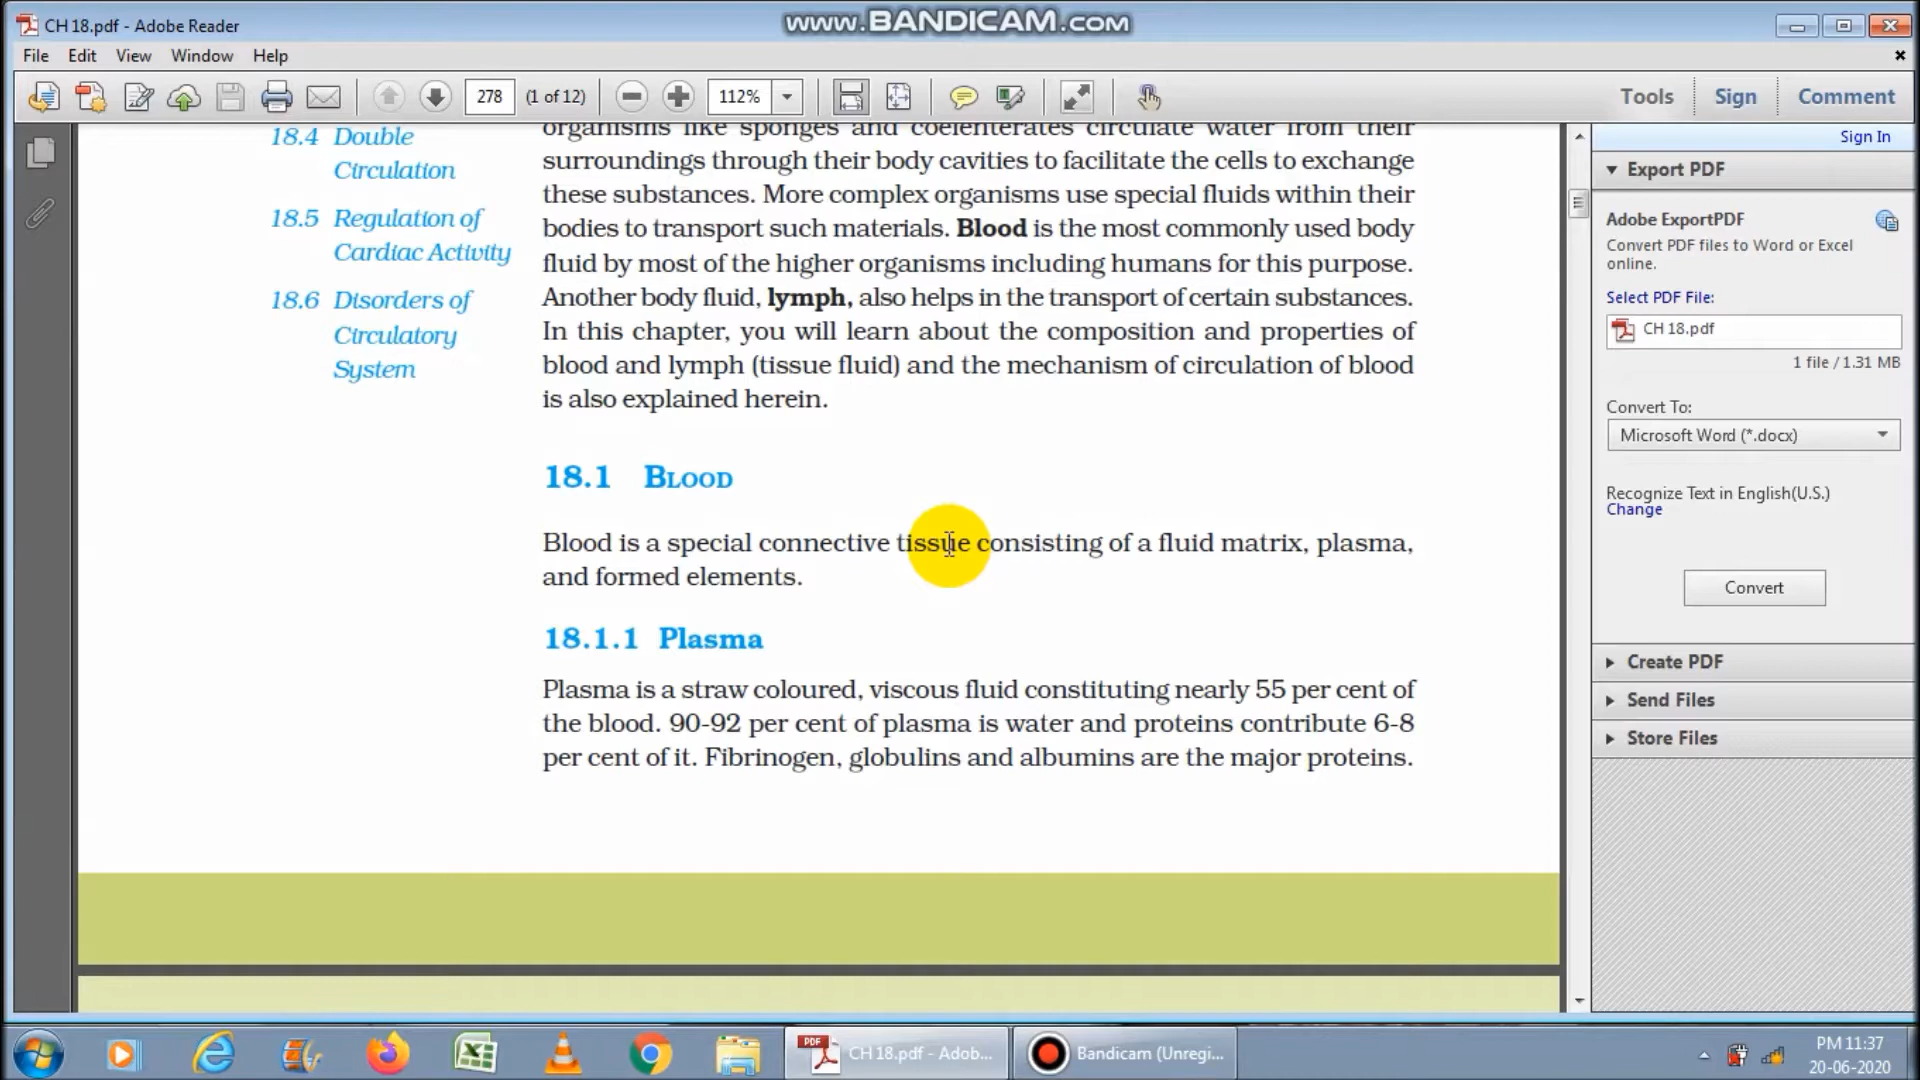 CH 18.pdf - Adobe Reader
www.BANDICAM.com
File Edit View Window Help
278 (1 of 12) 112% Tools Sign Comment
Sign In
18.4 Double
Circulation
18.5 Regulation of
Cardiac Activity
18.6 Disorders of
Circulatory
System
organisms like sponges and coelenterates circulate water from their
surroundings through their body cavities to facilitate the cells to exchange
these substances. More complex organisms use special fluids within their
bodies to transport such materials. Blood is the most commonly used body
fluid by most of the higher organisms including humans for this purpose.
Another body fluid, lymph, also helps in the transport of certain substances.
In this chapter, you will learn about the composition and properties of
blood and lymph (tissue fluid) and the mechanism of circulation of blood
is also explained herein.
18.1 BLOOD
Blood is a special connective tissue consisting of a fluid matrix, plasma,
and formed elements.
18.1.1 Plasma
Plasma is a straw coloured, viscous fluid constituting nearly 55 per cent of
the blood. 90-92 per cent of plasma is water and proteins contribute 6-8
per cent of it. Fibrinogen, globulins and albumins are the major proteins.
Export PDF
Adobe ExportPDF
Convert PDF files to Word or Excel
online.
Select PDF File:
CH 18.pdf
1 file / 1.31 MB
Convert To:
Microsoft Word (*.docx)
Recognize Text in English(U.S.)
Change
Convert
Create PDF
Send Files
Store Files
PDF
CH 18.pdf - Adob...
Bandicam (Unregi...
PM 11:37
20-06-2020